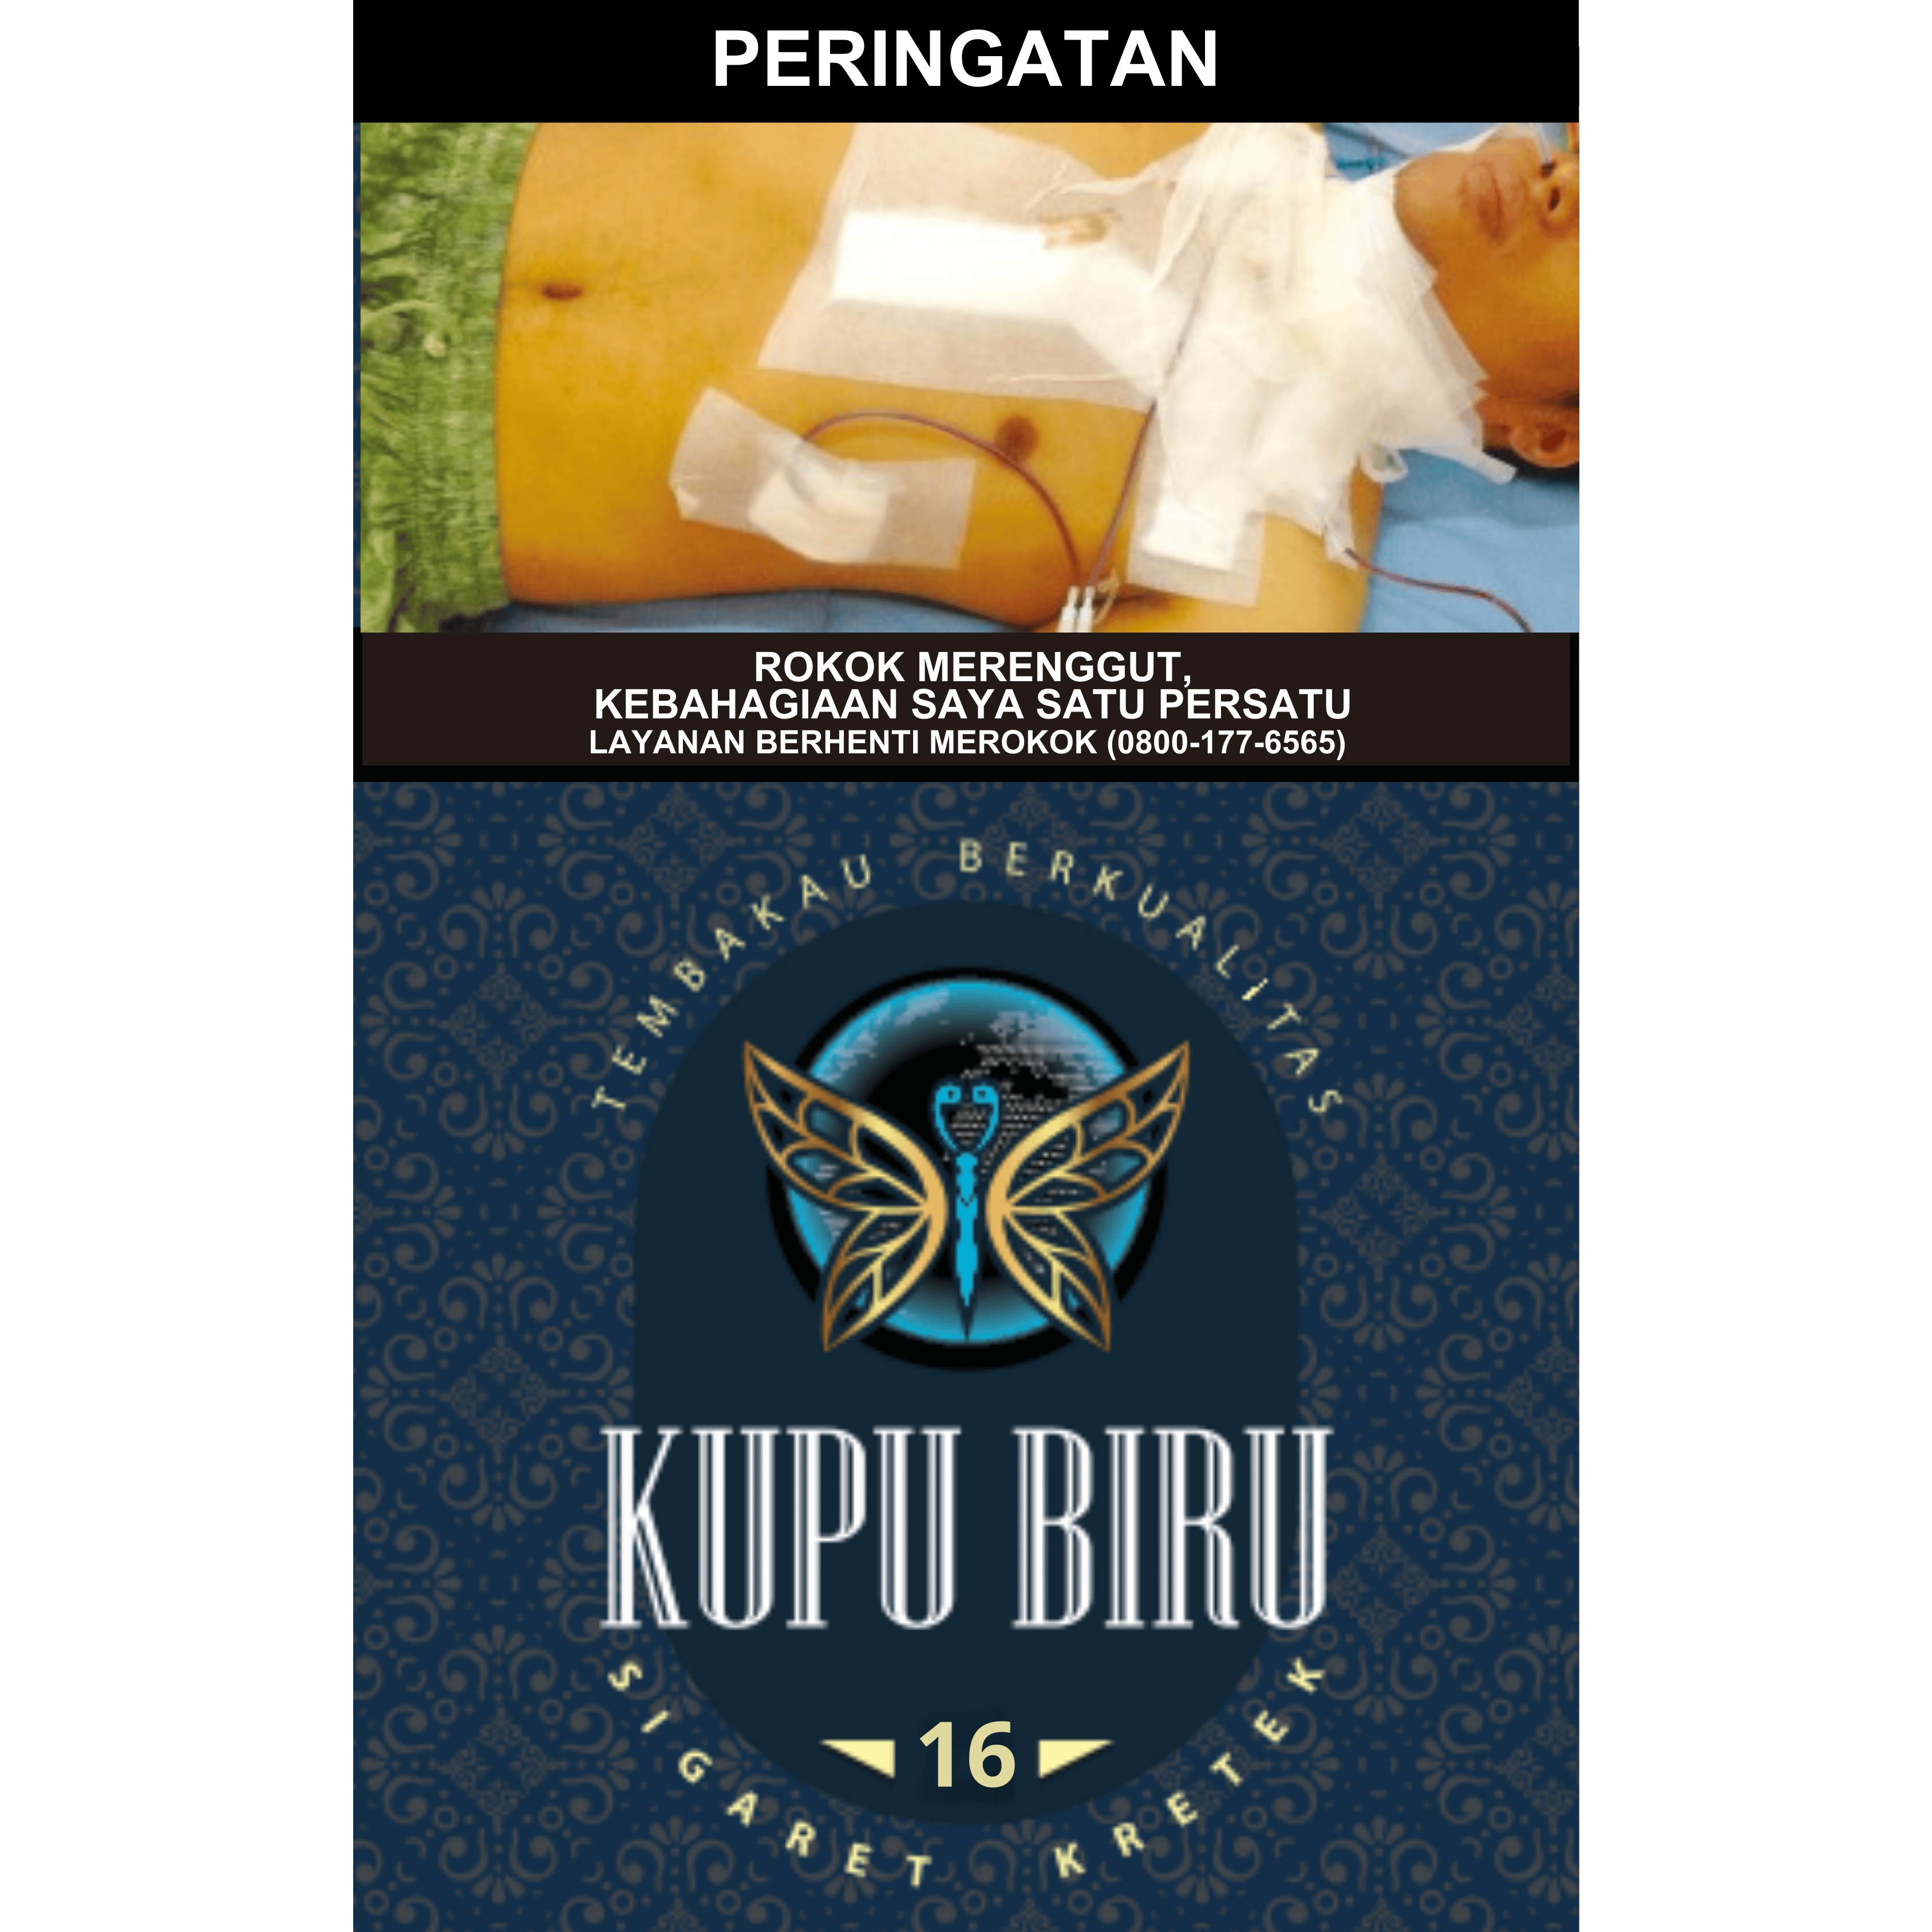 PERINGATAN
ROKOK MERENGGUT,
KEBAHAGIAAN SAYA SATU PERSATU
LAYANAN BERHENTI MEROKOK (0800-177-6565)
TEMBAKAU BERKUALITAS
KUPU BIRU
16
SIGARET KRETEK